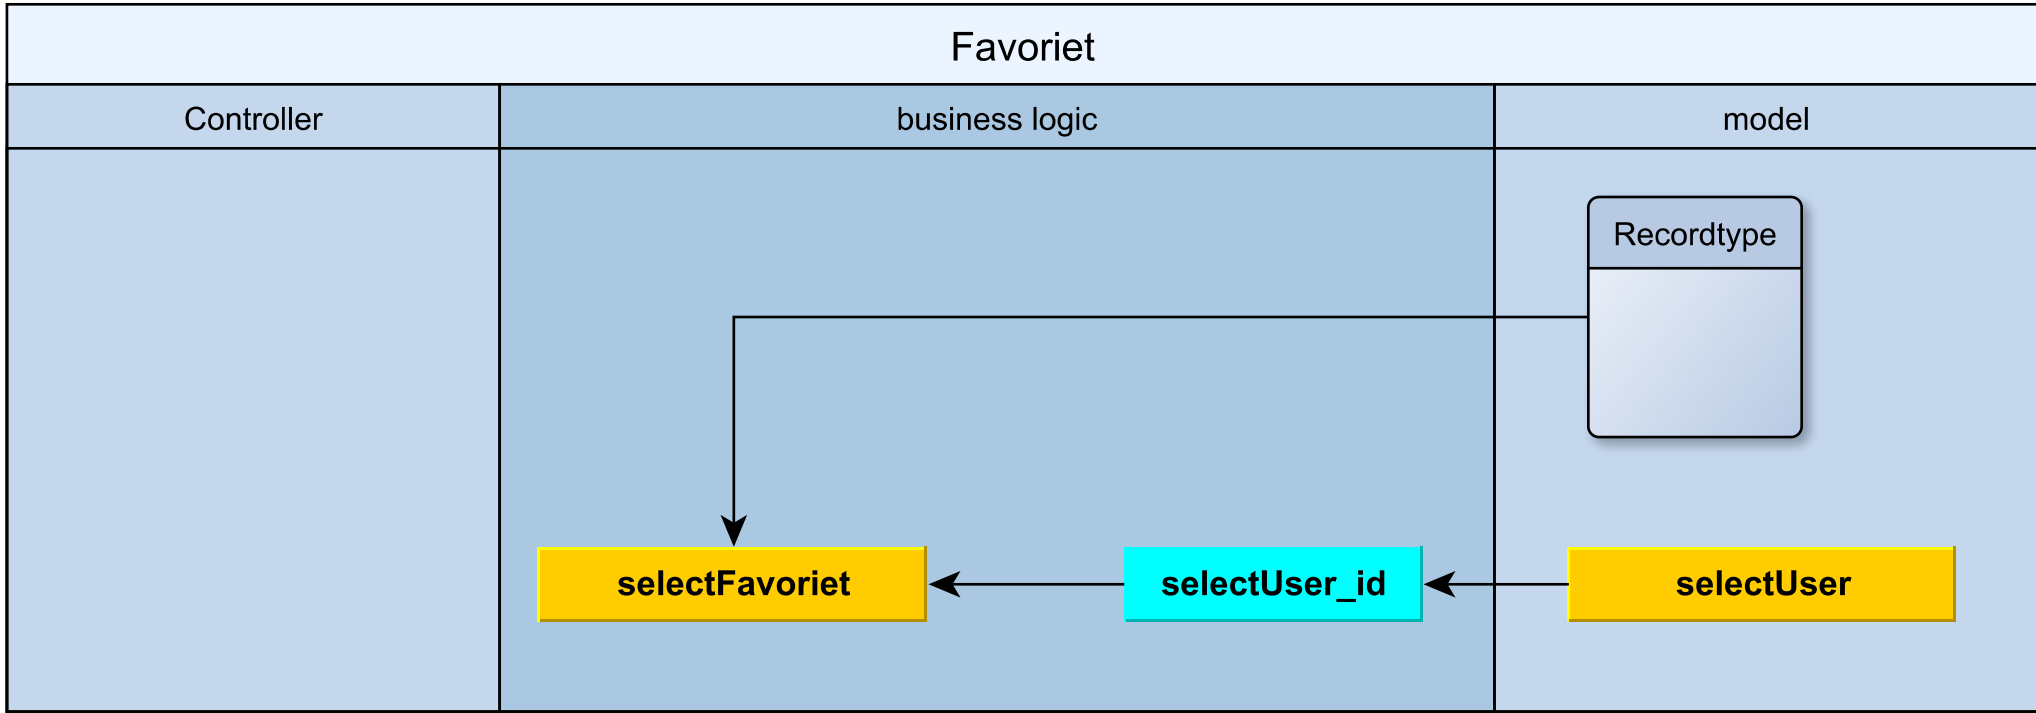 Favoriet
Controller
business logic
model
Recordtype
selectFavoriet
selectUser_id
selectUser